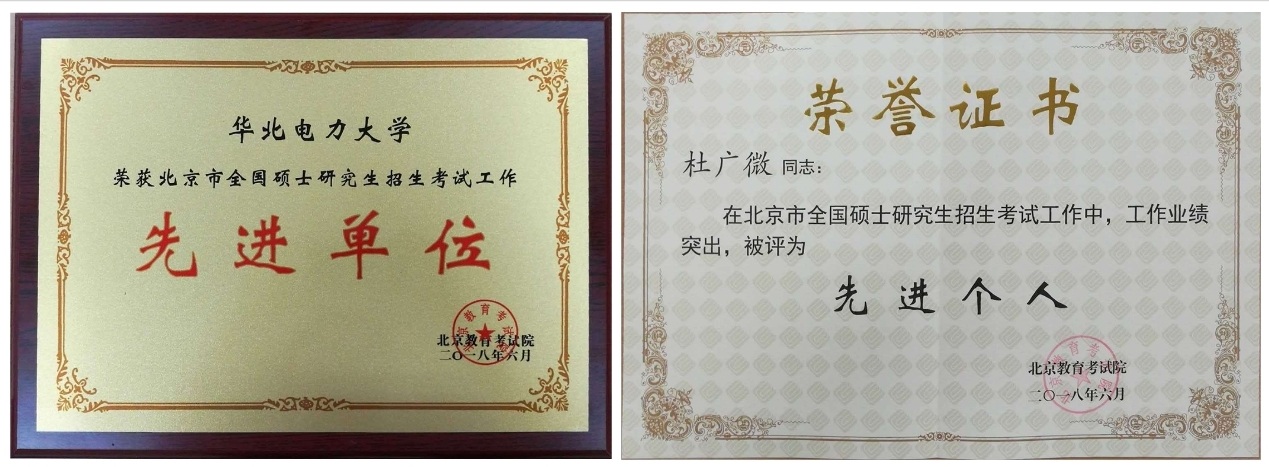 华北电力大学
荣获北京市全国硕士研究生招生考试工作
先进单位
北京教育考试院
二〇一八年六月
荣誉证书
杜广微 同志：
在北京市全国硕士研究生招生考试工作中，工作业绩
突出，被评为
先进个人
北京教育考试院
二〇一八年六月